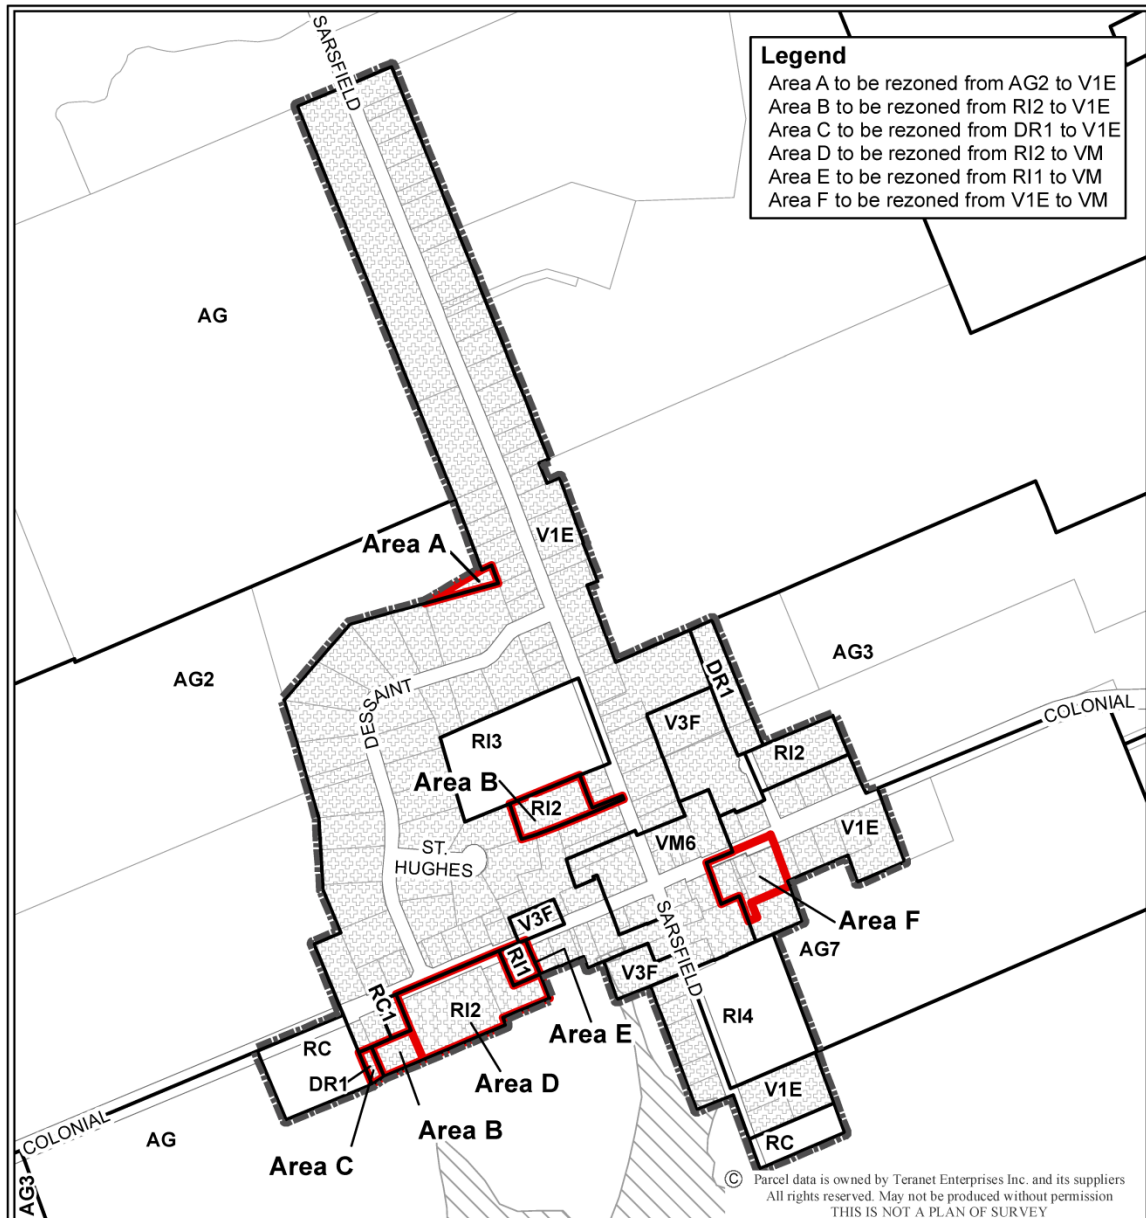 SARSFIELD
Legend
Area A to be rezoned from AG2 to V1E
Area B to be rezoned from RI2 to V1E
Area C to be rezoned from DR1 to V1E
Area D to be rezoned from RI2 to VM
Area E to be rezoned from RI1 to VM
Area F to be rezoned from V1E to VM
AG
V1E
Area A
AG2
AG3
DR1
DESSAINT
COLONIAL
V3F
RI3
RI2
Area B
RI2
V1E
VM6
ST.
HUGHES
SARSFIELD
V3F
Area F
AG7
RI1
V3F
RC1
RI2
RI4
Area E
RC
DR1
Area D
V1E
COLONIAL
AG
Area B
RC
Area C
AG3
© Parcel data is owned by Teranet Enterprises Inc. and its suppliers
All rights reserved. May not be produced without permission
THIS IS NOT A PLAN OF SURVEY